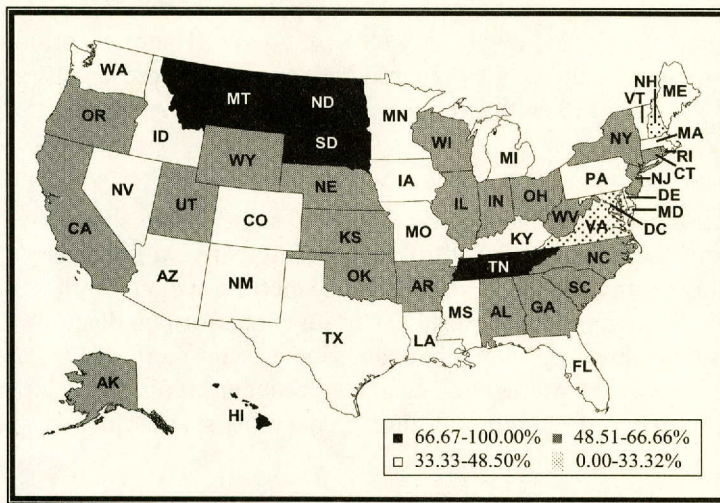 WA
MT
ND
MN
NH
VT
ME
OR
ID
SD
WI
NY
MA
WY
MI
RI
CT
NE
IA
PA
NJ
NV
UT
CO
IL
IN
OH
DE
MD
DC
CA
KS
MO
WV
VA
KY
AZ
NM
OK
AR
TN
NC
SC
TX
LA
MS
AL
GA
FL
AK
HI
66.67-100.00% 48.51-66.66%
33.33-48.50% 0.00-33.32%